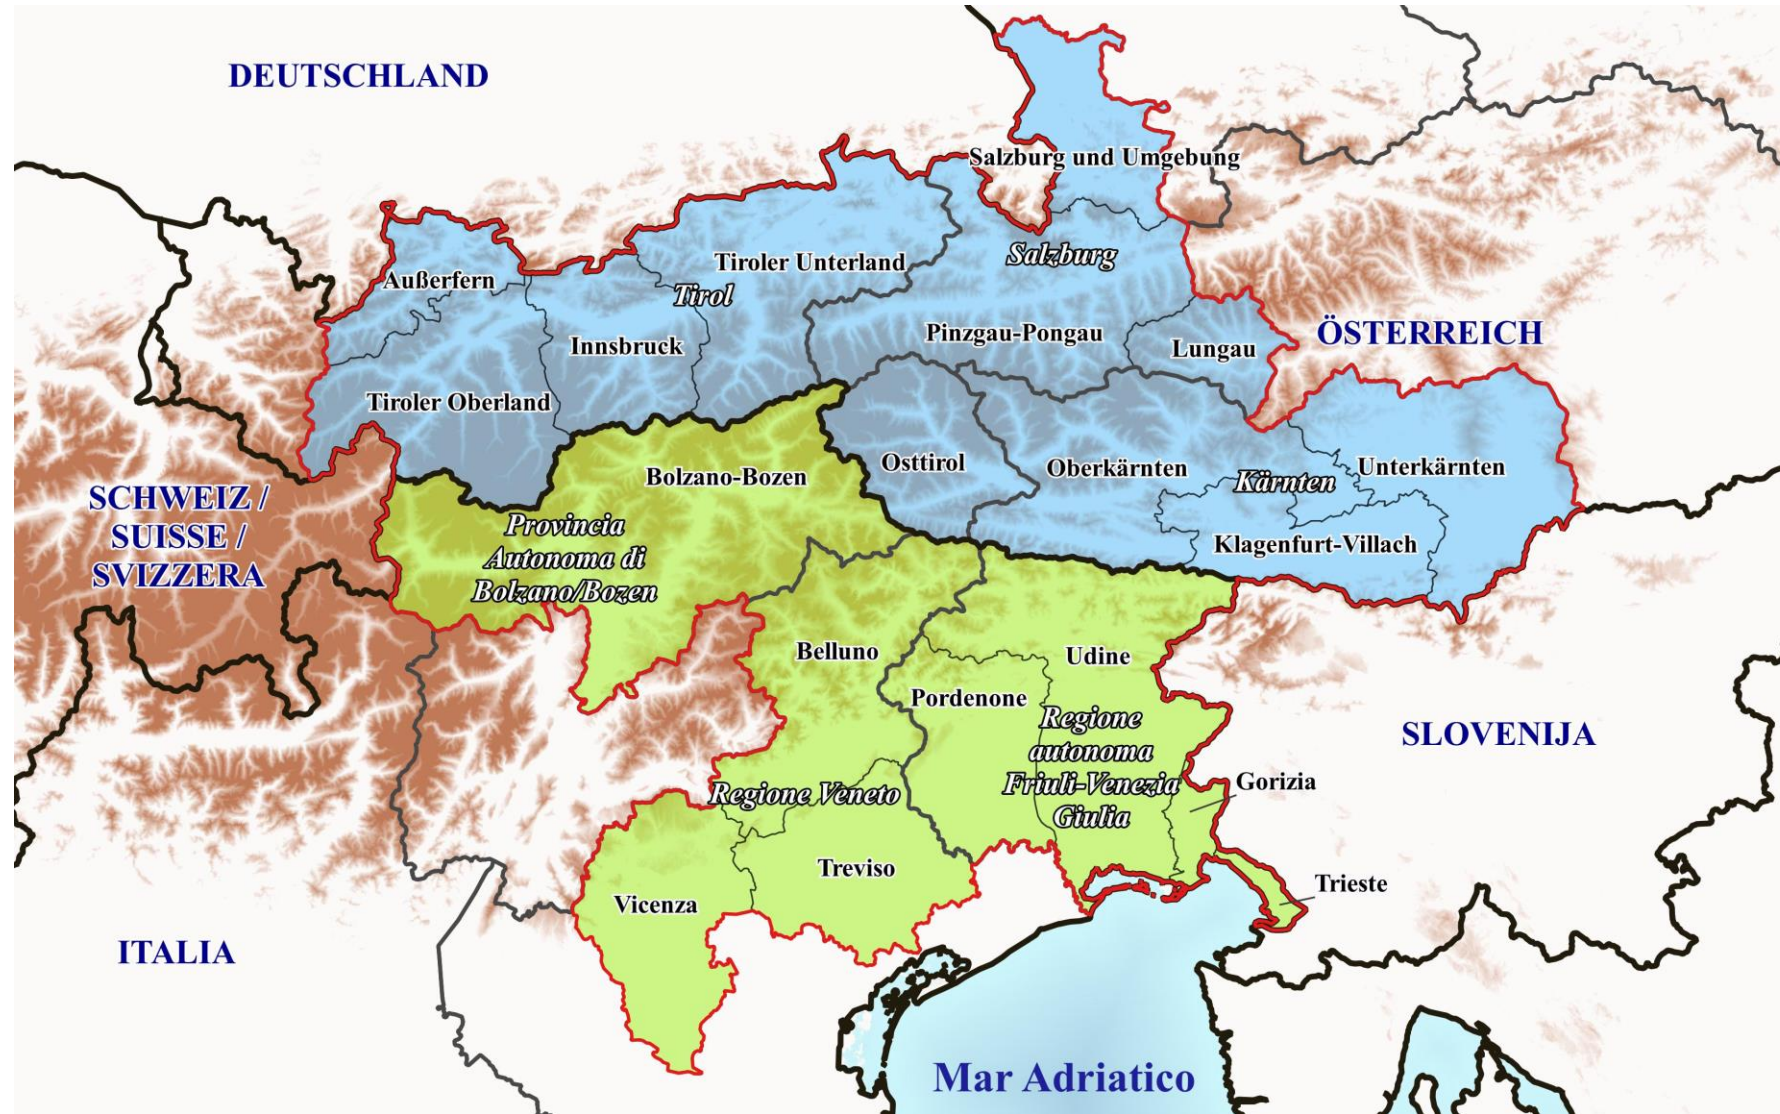 DEUTSCHLAND
Salzburg und Umgebung
Salzburg
Tiroler Unterland
Außerfern
Tirol
Pinzgau-Pongau
ÖSTERREICH
Innsbruck
Lungau
Tiroler Oberland
Osttirol
Oberkärnten
Unterkärnten
Bolzano-Bozen
Kärnten
SCHWEIZ /
SUISSE /
SVIZZERA
Provincia
Autonoma di
Bolzano/Bozen
Klagenfurt-Villach
Belluno
Udine
Pordenone
Regione
autonoma
Friuli-Venezia
Giulia
SLOVENIJA
Gorizia
Regione Veneto
Treviso
Trieste
Vicenza
ITALIA
Mar Adriatico